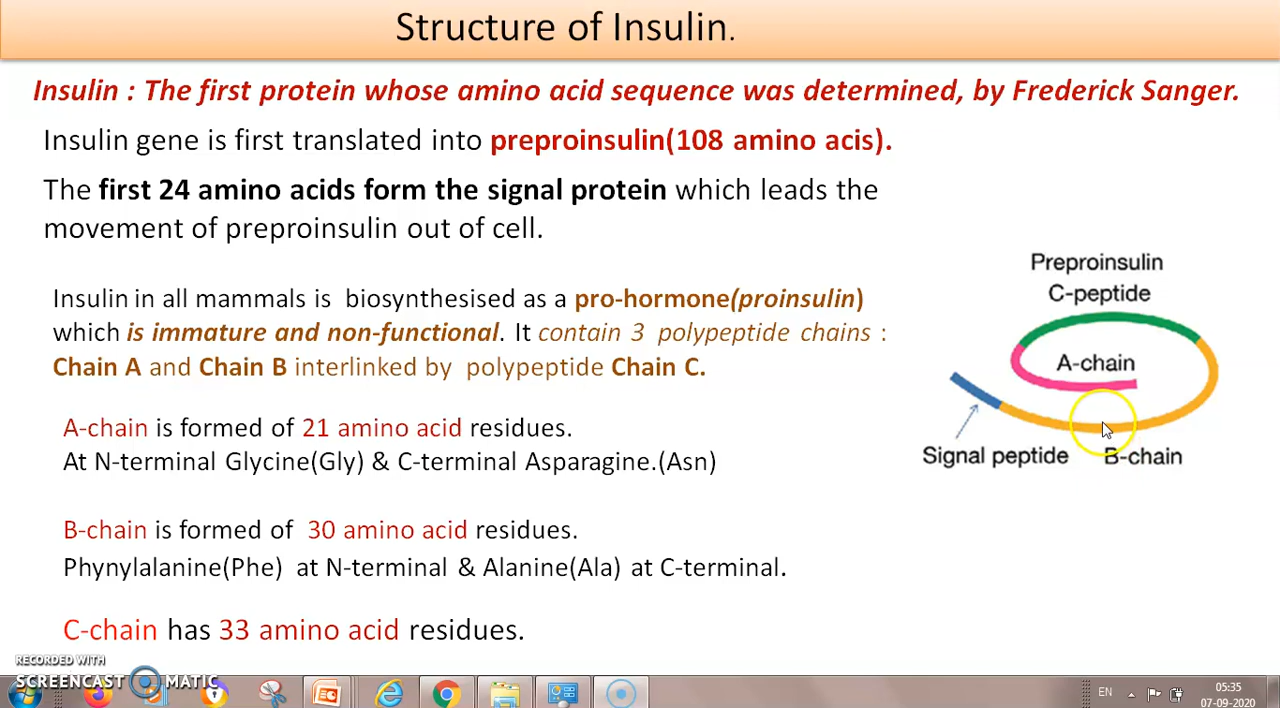 Structure of Insulin.
Insulin : The first protein whose amino acid sequence was determined, by Frederick Sanger.
Insulin gene is first translated into preproinsulin(108 amino acis).
The first 24 amino acids form the signal protein which leads the
movement of preproinsulin out of cell.
Insulin in all mammals is biosynthesised as a pro-hormone(proinsulin)
which is immature and non-functional. It contain 3 polypeptide chains :
Chain A and Chain B interlinked by polypeptide Chain C.
A-chain is formed of 21 amino acid residues.
At N-terminal Glycine(Gly) & C-terminal Asparagine.(Asn)
B-chain is formed of 30 amino acid residues.
Phynylalanine(Phe) at N-terminal & Alanine(Ala) at C-terminal.
C-chain has 33 amino acid residues.
Preproinsulin
C-peptide
A-chain
Signal peptide
B-chain
RECORDED WITH
SCREENCAST MATIC
EN
05:35
07-09-2020